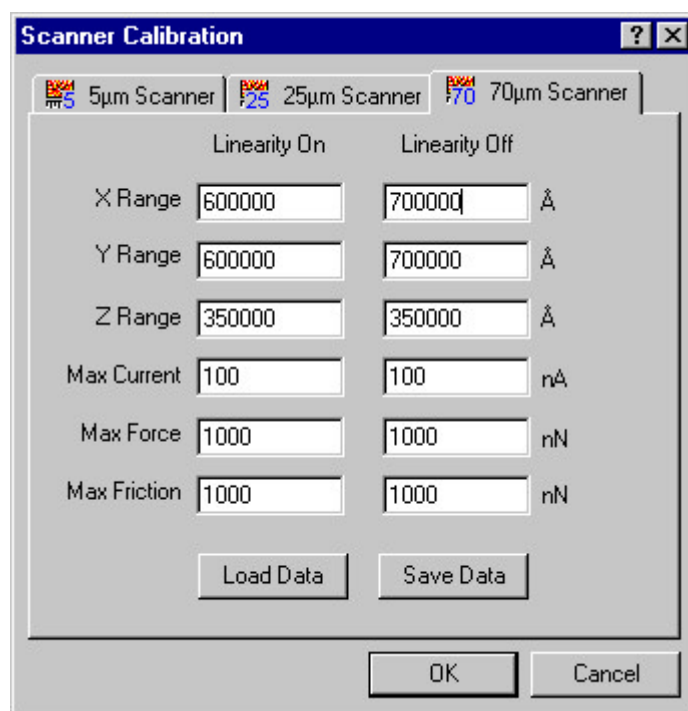 Scanner Calibration
5µm Scanner 25µm Scanner 70µm Scanner
Linearity On Linearity Off
X Range 600000 700000 Å
Y Range 600000 700000 Å
Z Range 350000 350000 Å
Max Current 100 100 nA
Max Force 1000 1000 nN
Max Friction 1000 1000 nN
Load Data Save Data
OK Cancel